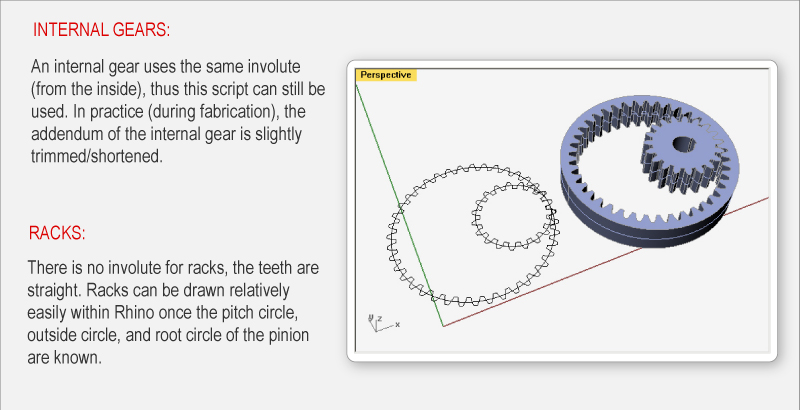 INTERNAL GEARS:
An internal gear uses the same involute
(from the inside), thus this script can still be
used. In practice (during fabrication), the
addendum of the internal gear is slightly
trimmed/shortened.
RACKS:
There is no involute for racks, the teeth are
straight. Racks can be drawn relatively
easily within Rhino once the pitch circle,
outside circle, and root circle of the pinion
are known.
Perspective
y z
x